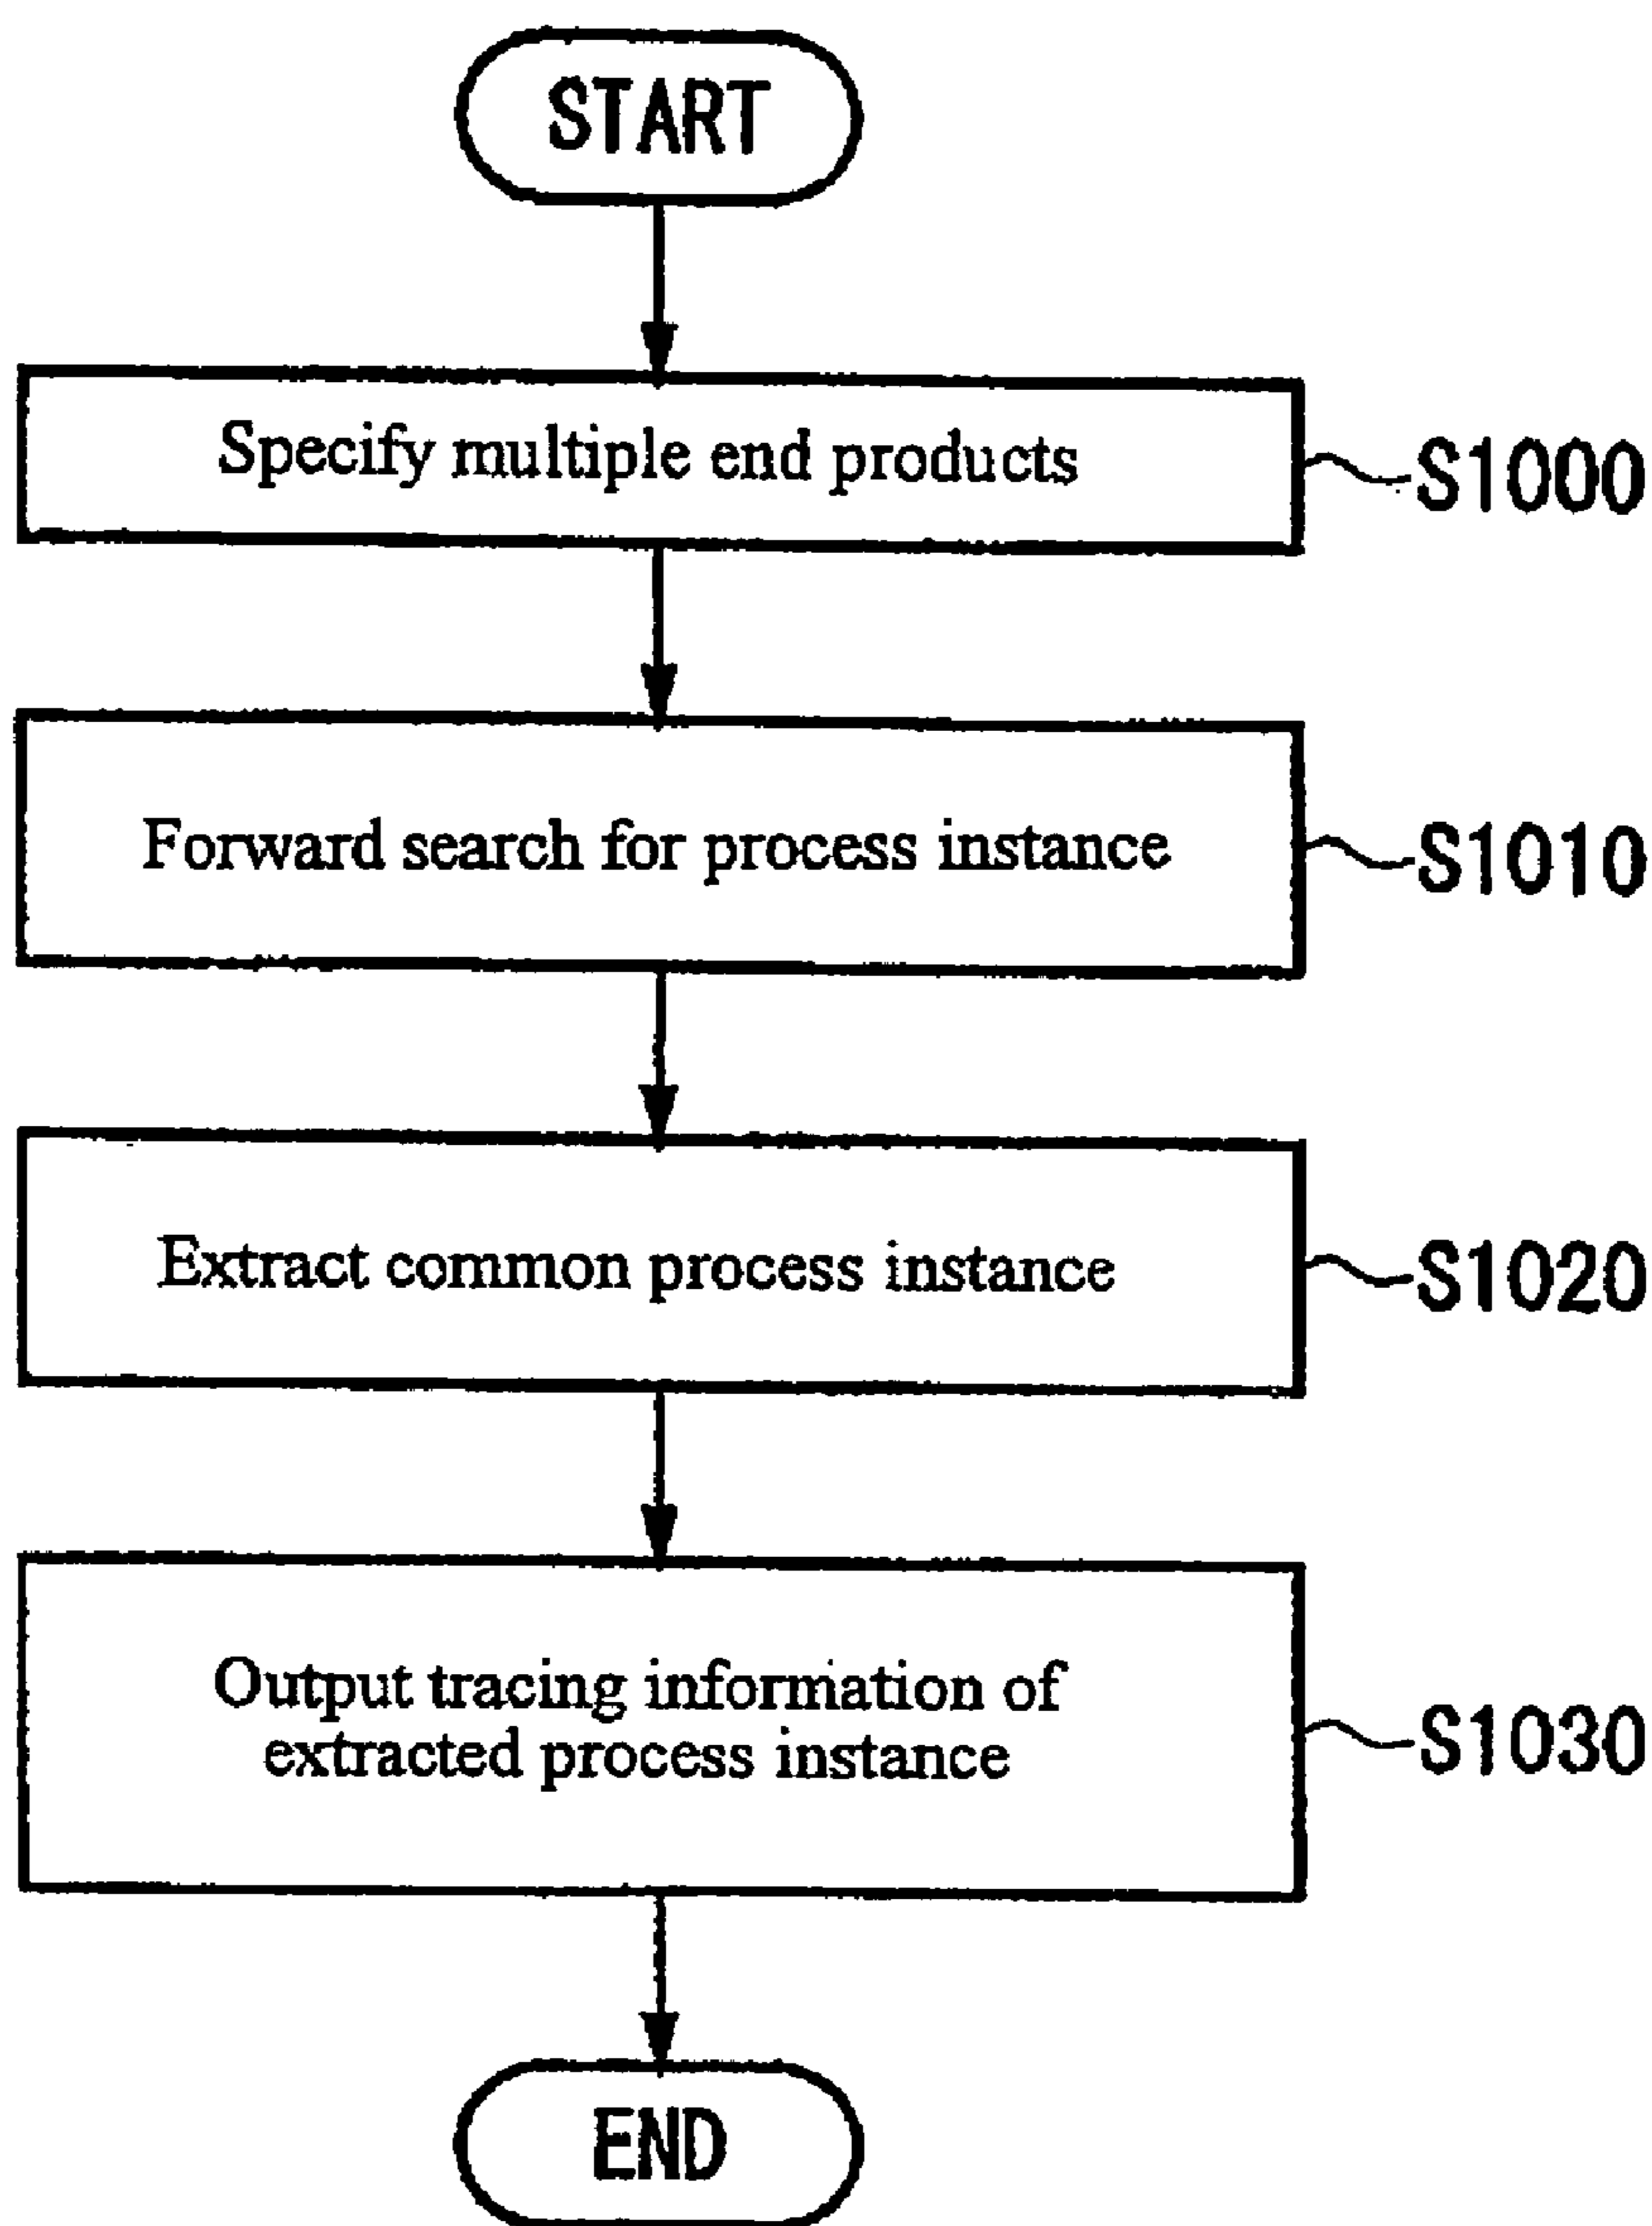 START
Specify multiple end products
S1000
Forward search for process instance
S1010
Extract common process instance
S1020
Output tracing information of
extracted process instance
S1030
END